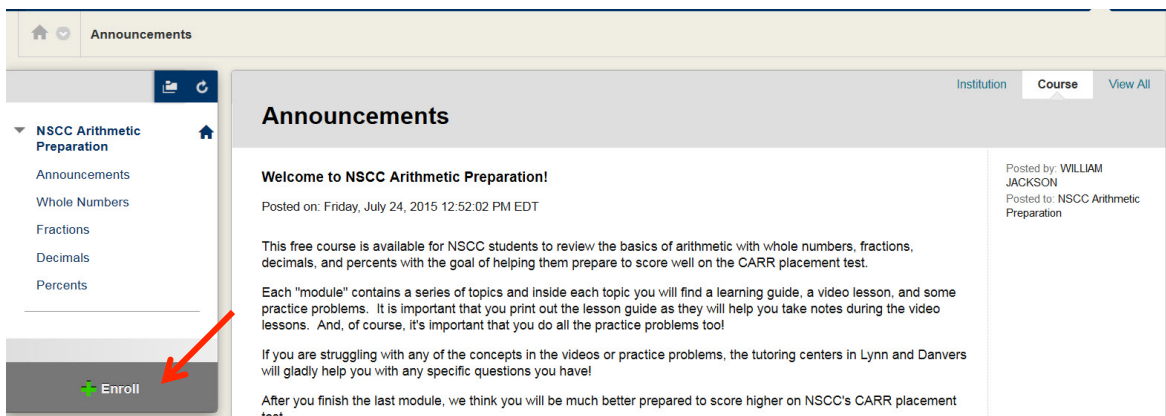 Announcements
NSCC Arithmetic
Preparation
Announcements
Whole Numbers
Fractions
Decimals
Percents
Enroll
Institution
Course
View All
Announcements
Welcome to NSCC Arithmetic Preparation!
Posted on: Friday, July 24, 2015 12:52:02 PM EDT
This free course is available for NSCC students to review the basics of arithmetic with whole numbers, fractions,
decimals, and percents with the goal of helping them prepare to score well on the CARR placement test.
Each "module" contains a series of topics and inside each topic you will find a learning guide, a video lesson, and some
practice problems. It is important that you print out the lesson guide as they will help you take notes during the video
lessons. And, of course, it's important that you do all the practice problems too!
If you are struggling with any of the concepts in the videos or practice problems, the tutoring centers in Lynn and Danvers
will gladly help you with any specific questions you have!
After you finish the last module, we think you will be much better prepared to score higher on NSCC's CARR placement
Posted by: WILLIAM
JACKSON
Posted to: NSCC Arithmetic
Preparation